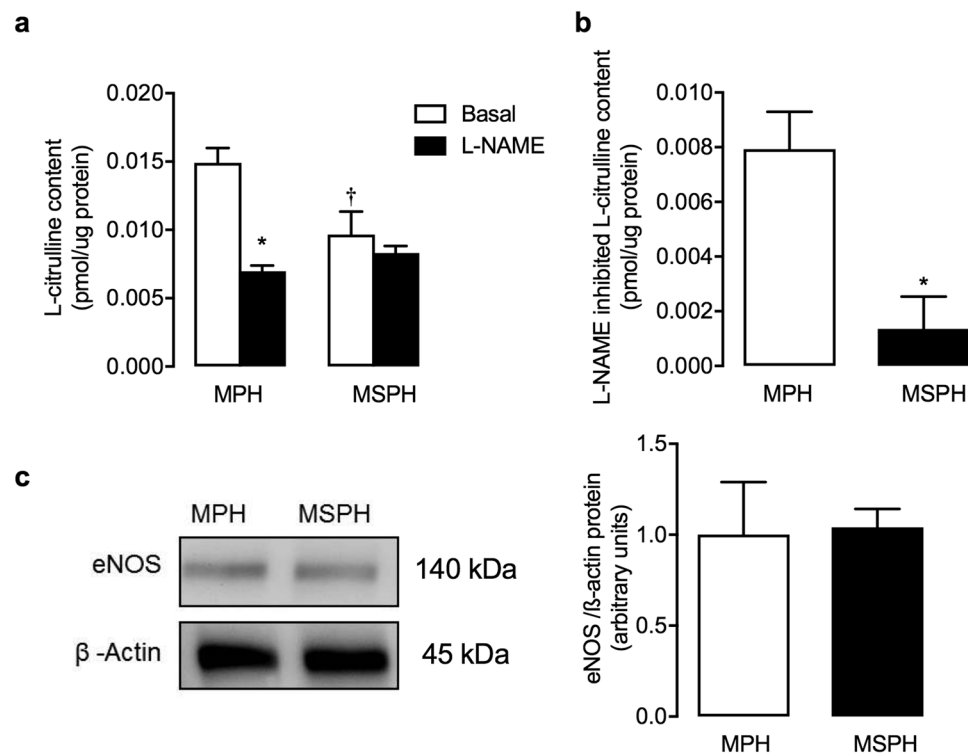 a
L-citrulline content
(pmol/ug protein)
0.020
0.015
0.010
0.005
0.000
*
†
MPH
MSPH
Basal
L-NAME
b
L-NAME inhibited L-citrulline content
(pmol/ug protein)
0.010
0.008
0.006
0.004
0.002
0.000
*
MPH
MSPH
c
MPH
MSPH
eNOS
140 kDa
β -Actin
45 kDa
eNOS /ß-actin protein
(arbitrary units)
1.5
1.0
0.5
0.0
MPH
MSPH